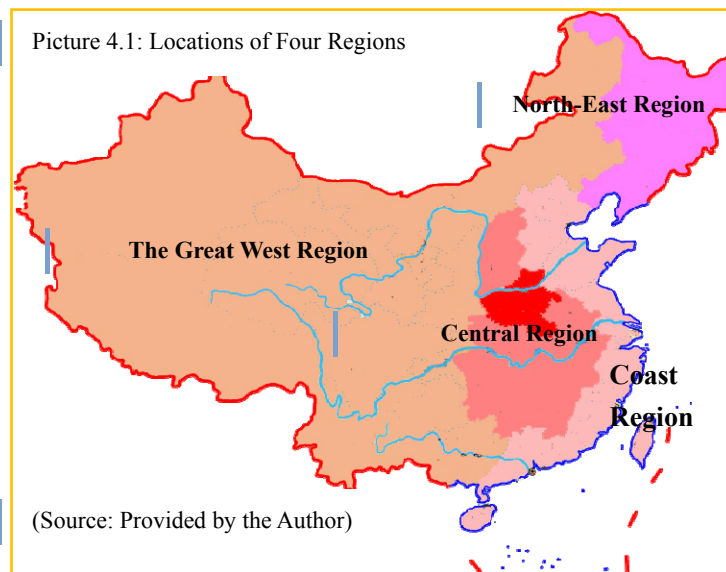 Picture 4.1: Locations of Four Regions
North-East Region
The Great West Region
Central Region
Coast
Region
(Source: Provided by the Author)